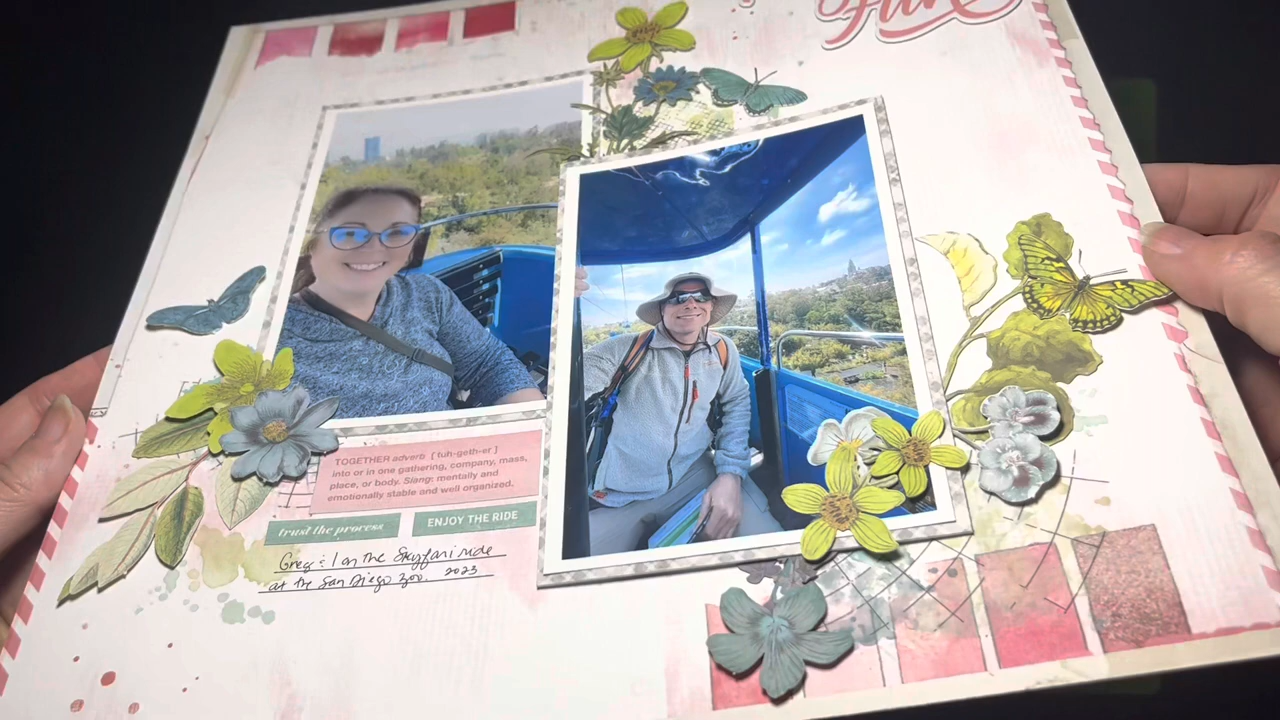 Fun
TOGETHER adverb [ tuh-geth-er ]
into or in one gathering, company, mass,
place, or body. Slang: mentally and
emotionally stable and well organized.
trust the process
ENJOY THE RIDE
Greg & I on the Skyfari ride
at the San Diego Zoo. 2023